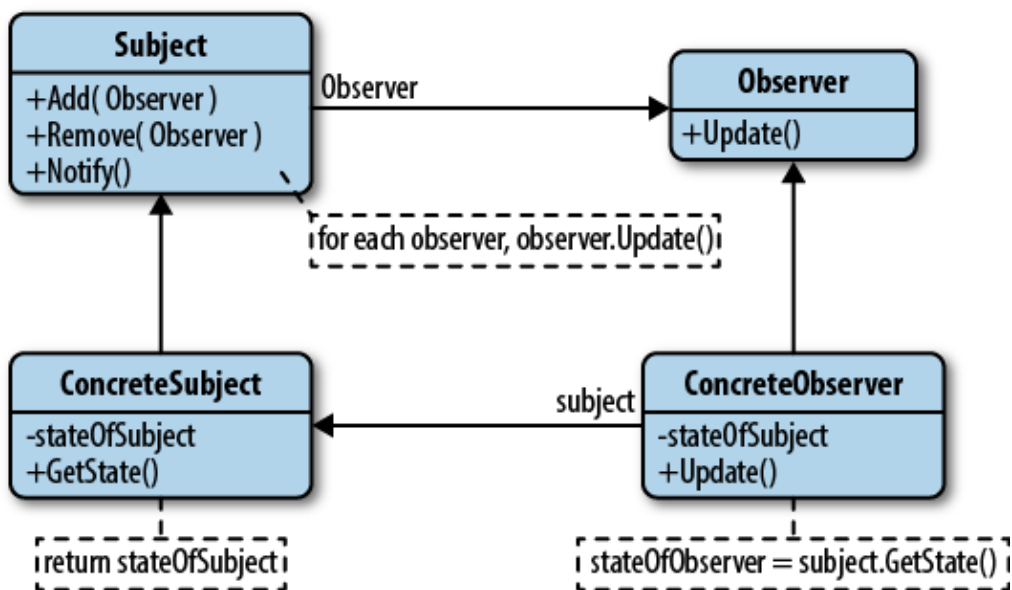 Subject
+Add( Observer )
+Remove( Observer )
+Notify()
Observer
Observer
+Update()
for each observer, observer.Update()
ConcreteSubject
-stateOfSubject
+GetState()
subject
ConcreteObserver
-stateOfSubject
+Update()
return stateOfSubject
stateOfObserver = subject.GetState()